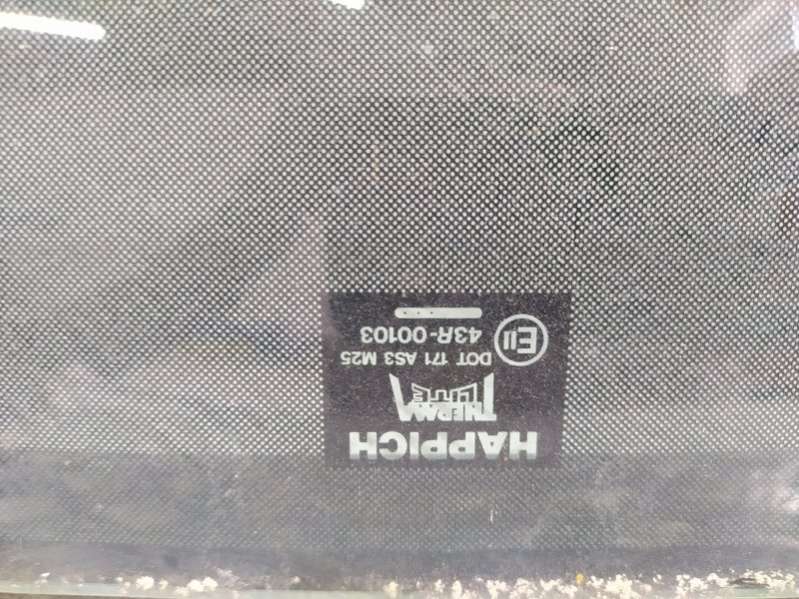 HAPPICH
THERMA
DOT 171 AS3 M25
E11
43R-00103